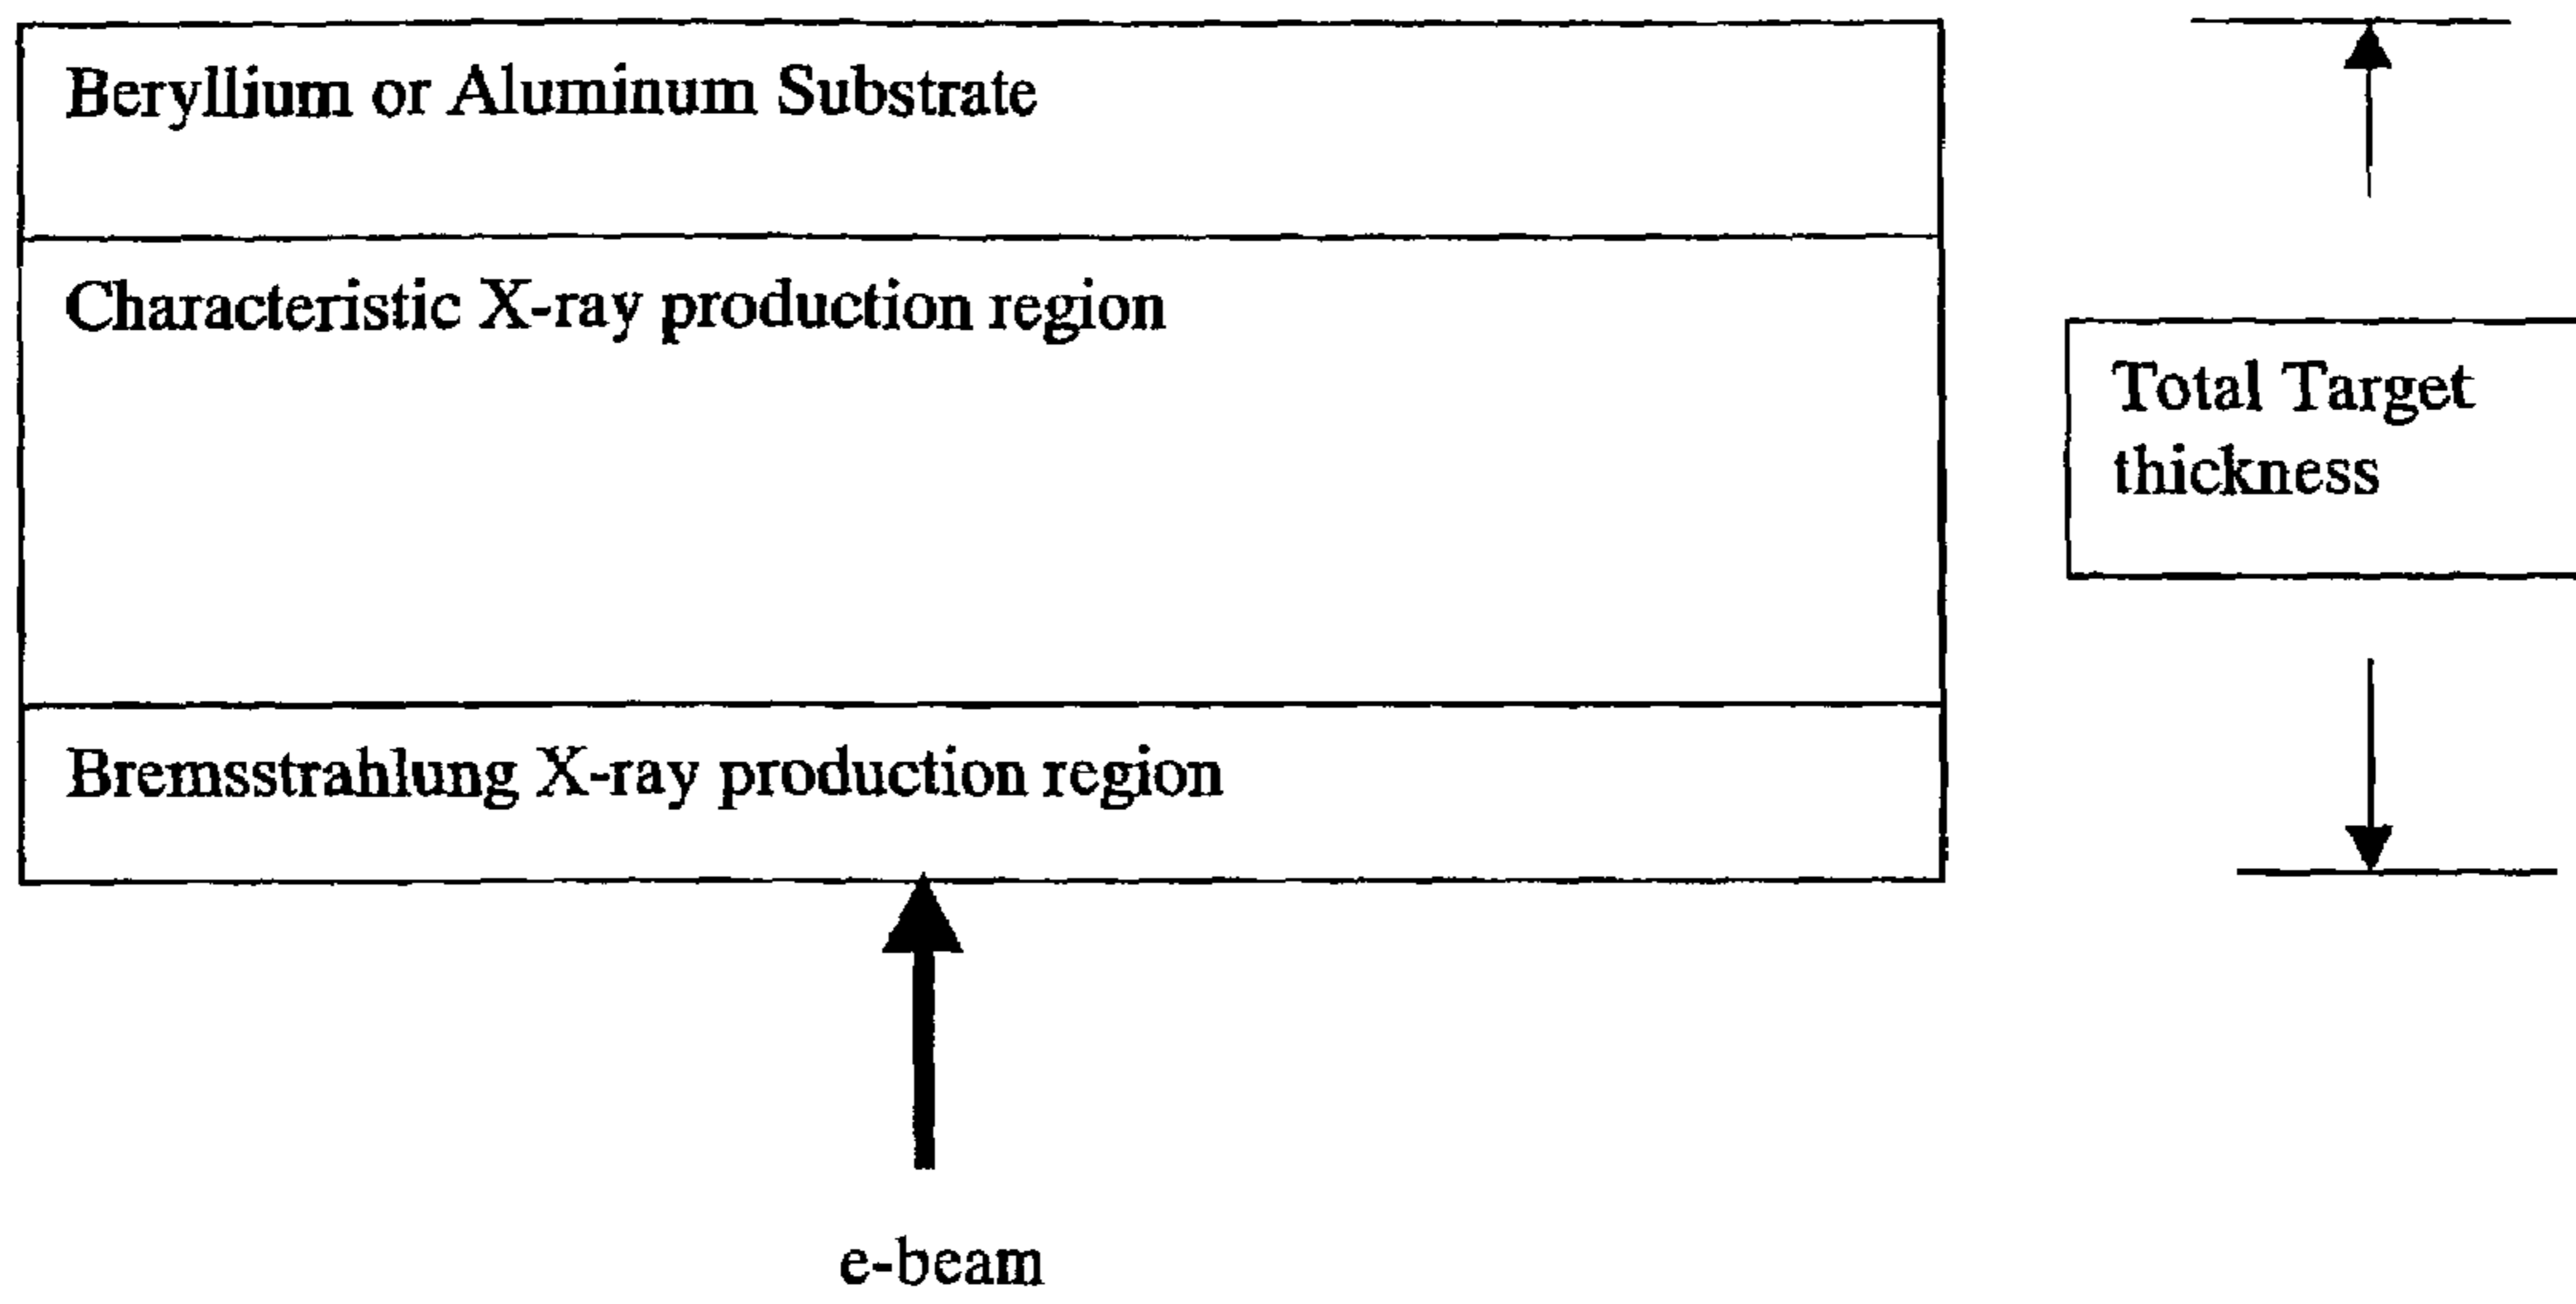 Beryllium or Aluminum Substrate
Characteristic X-ray production region
Total Target
thickness
Bremsstrahlung X-ray production region
e-beam